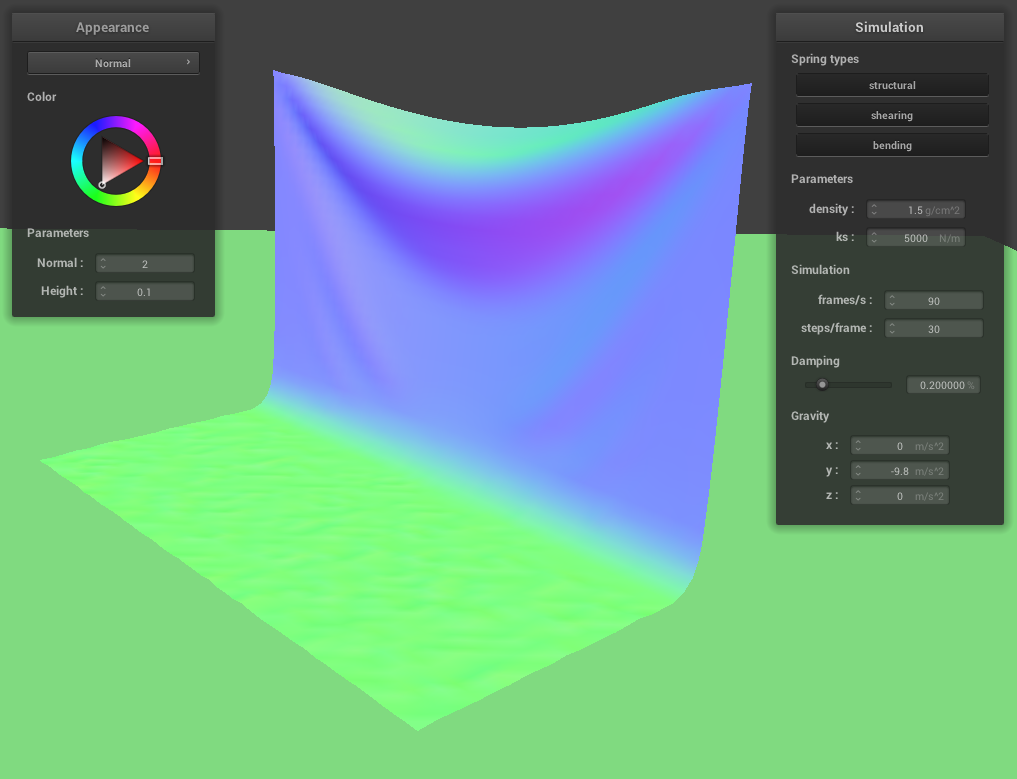 Appearance
Normal
Color
Parameters
Normal : 2
Height : 0.1
Simulation
Spring types
structural
shearing
bending
Parameters
density : 1.5 g/cm^2
ks : 5000 N/m
Simulation
frames/s : 90
steps/frame : 30
Damping
0.200000 %
Gravity
x : 0 m/s^2
y : -9.8 m/s^2
z : 0 m/s^2